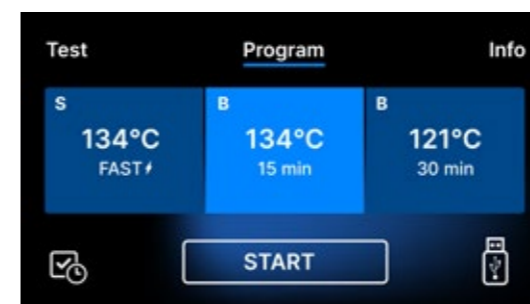 Test Program Info
S B B
134°C 134°C 121°C
FAST 15 min 30 min
START